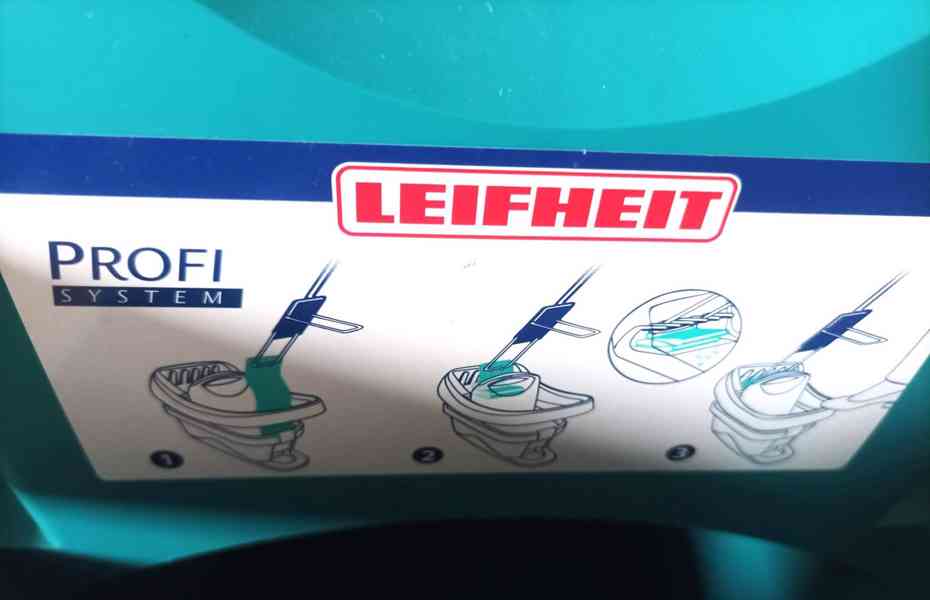 LEIFHEIT
PROFI
SYSTEM
1
2
3